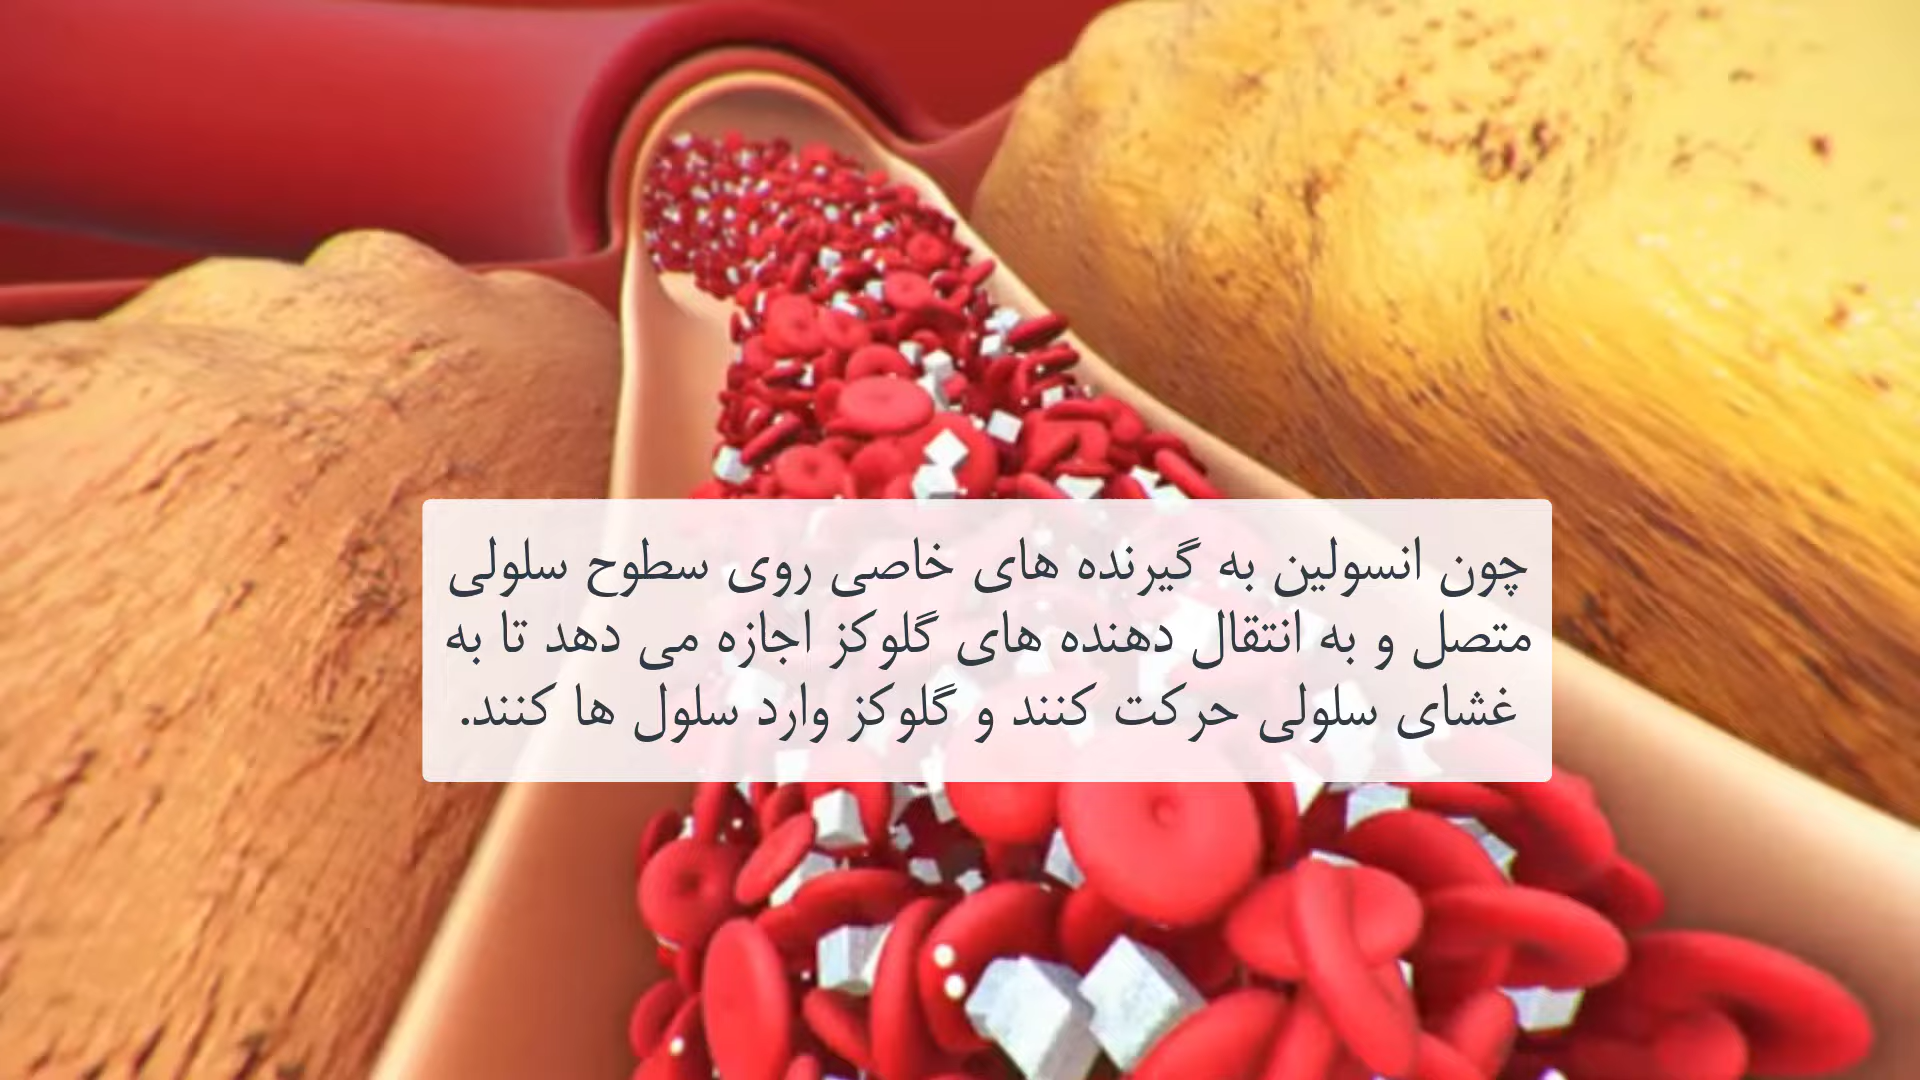 چون انسولین به گیرنده های خاصی روی سطوح سلولی
متصل و به انتقال دهنده های گلوکز اجازه می دهد تا به
غشای سلولی حرکت کنند و گلوکز وارد سلول ها کنند.